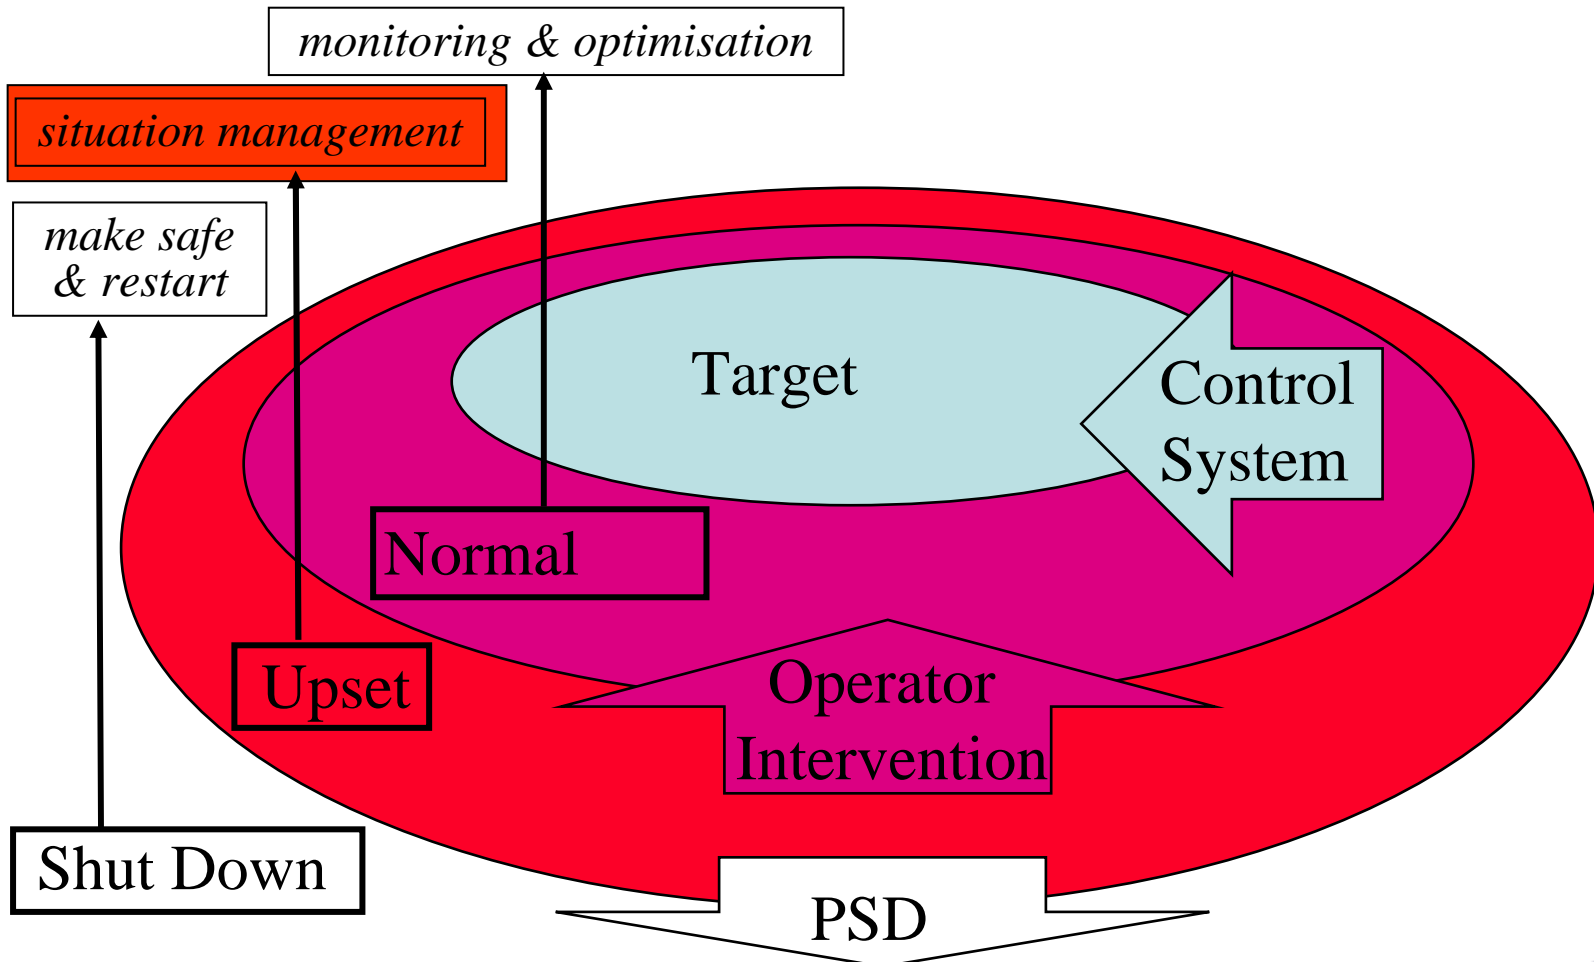 monitoring & optimisation
situation management
make safe
& restart
Target
Control
System
Normal
Upset
Operator
Intervention
Shut Down
PSD